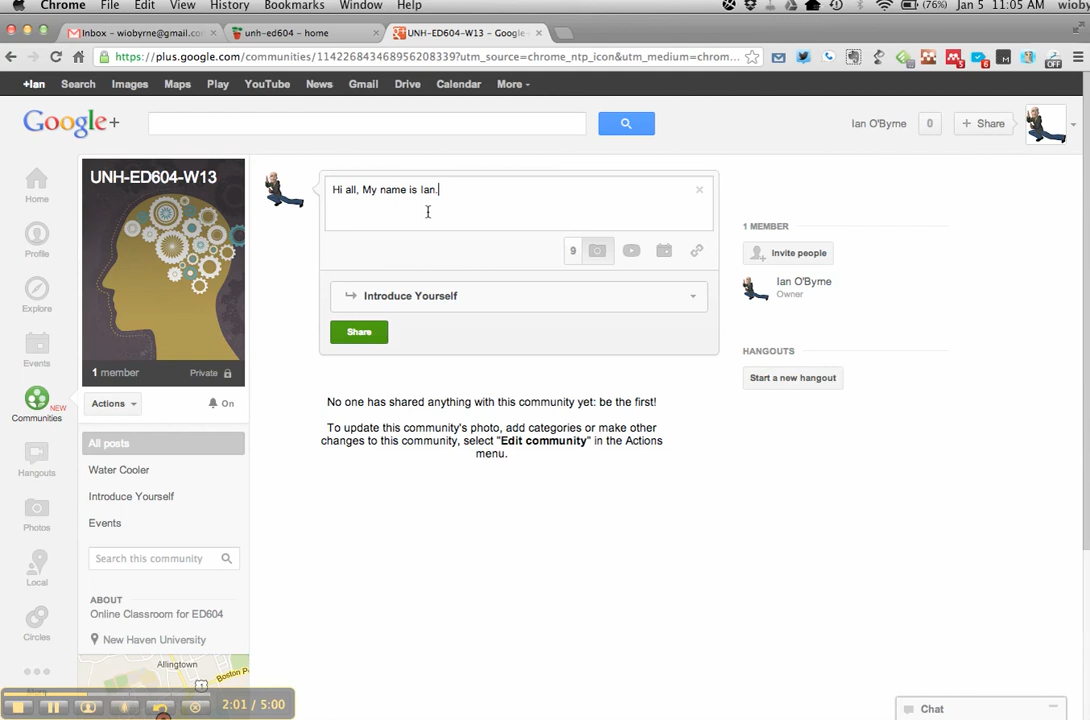 Chrome File Edit View History Bookmarks Window Help (76%) Jan 5 11:05 AM wioby
Inbox - wiobyrne@gmail.co × unh-ed604 - home × UNH-ED604-W13 - Google+ ×
https://plus.google.com/communities/114226843468956208339?utm_source=chrome_ntp_icon&utm_medium=chrom...
+Ian Search Images Maps Play YouTube News Gmail Drive Calendar More
Google+ Ian O'Byrne 0 + Share
Home
Profile
Explore
Events
Communities NEW
Hangouts
Photos
Local
Circles
UNH-ED604-W13
1 member Private
Actions On
All posts
Water Cooler
Introduce Yourself
Events
Search this community
ABOUT
Online Classroom for ED604
New Haven University
Allingtown
Boston P
Hi all, My name is Ian.
9
Introduce Yourself
Share
No one has shared anything with this community yet: be the first!
To update this community's photo, add categories or make other
changes to this community, select "Edit community" in the Actions
menu.
1 MEMBER
Invite people
Ian O'Byrne
Owner
HANGOUTS
Start a new hangout
2:01 / 5:00
Chat